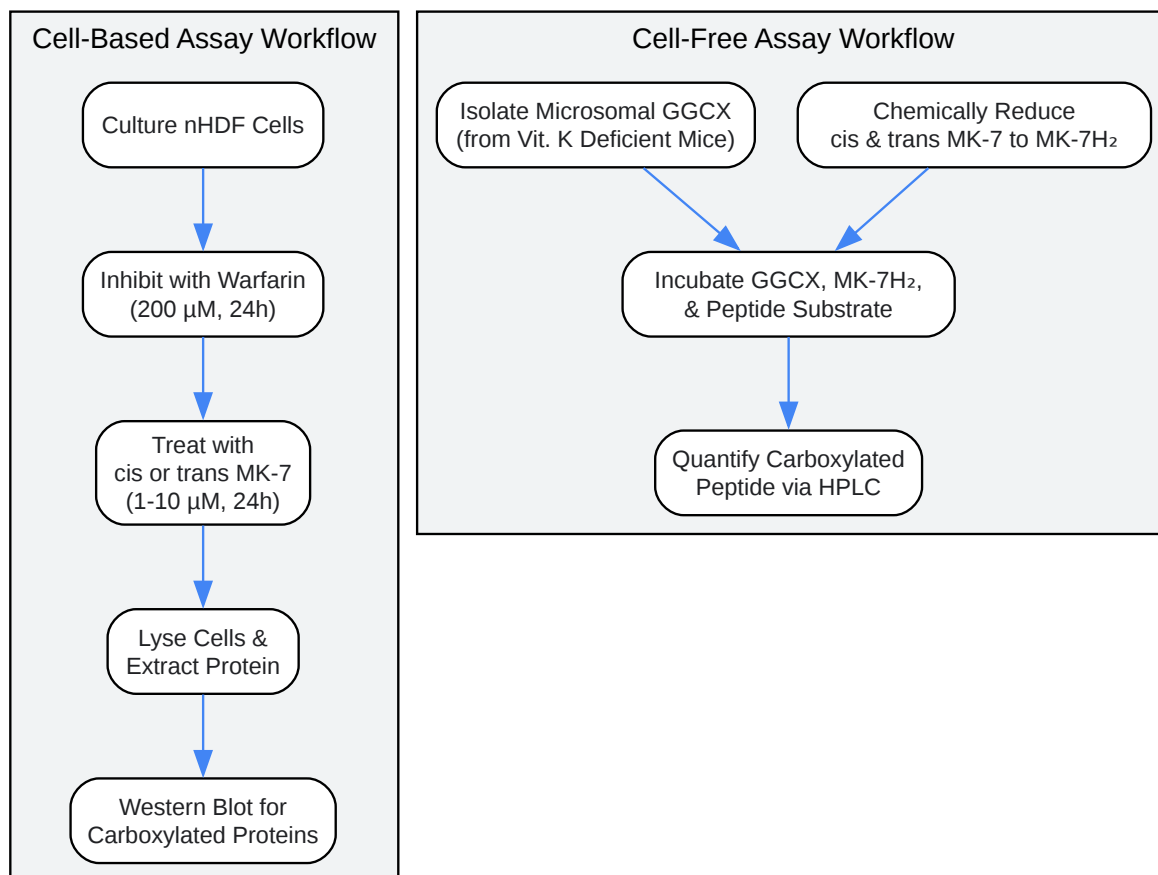 Cell-Based Assay Workflow
Culture nHDF Cells
Inhibit with Warfarin
(200 µM, 24h)
Treat with
cis or trans MK-7
(1-10 µM, 24h)
Lyse Cells &
Extract Protein
Western Blot for
Carboxylated Proteins
Cell-Free Assay Workflow
Isolate Microsomal GGCX
(from Vit. K Deficient Mice)
Chemically Reduce
cis & trans MK-7 to MK-7H₂
Incubate GGCX, MK-7H₂,
& Peptide Substrate
Quantify Carboxylated
Peptide via HPLC